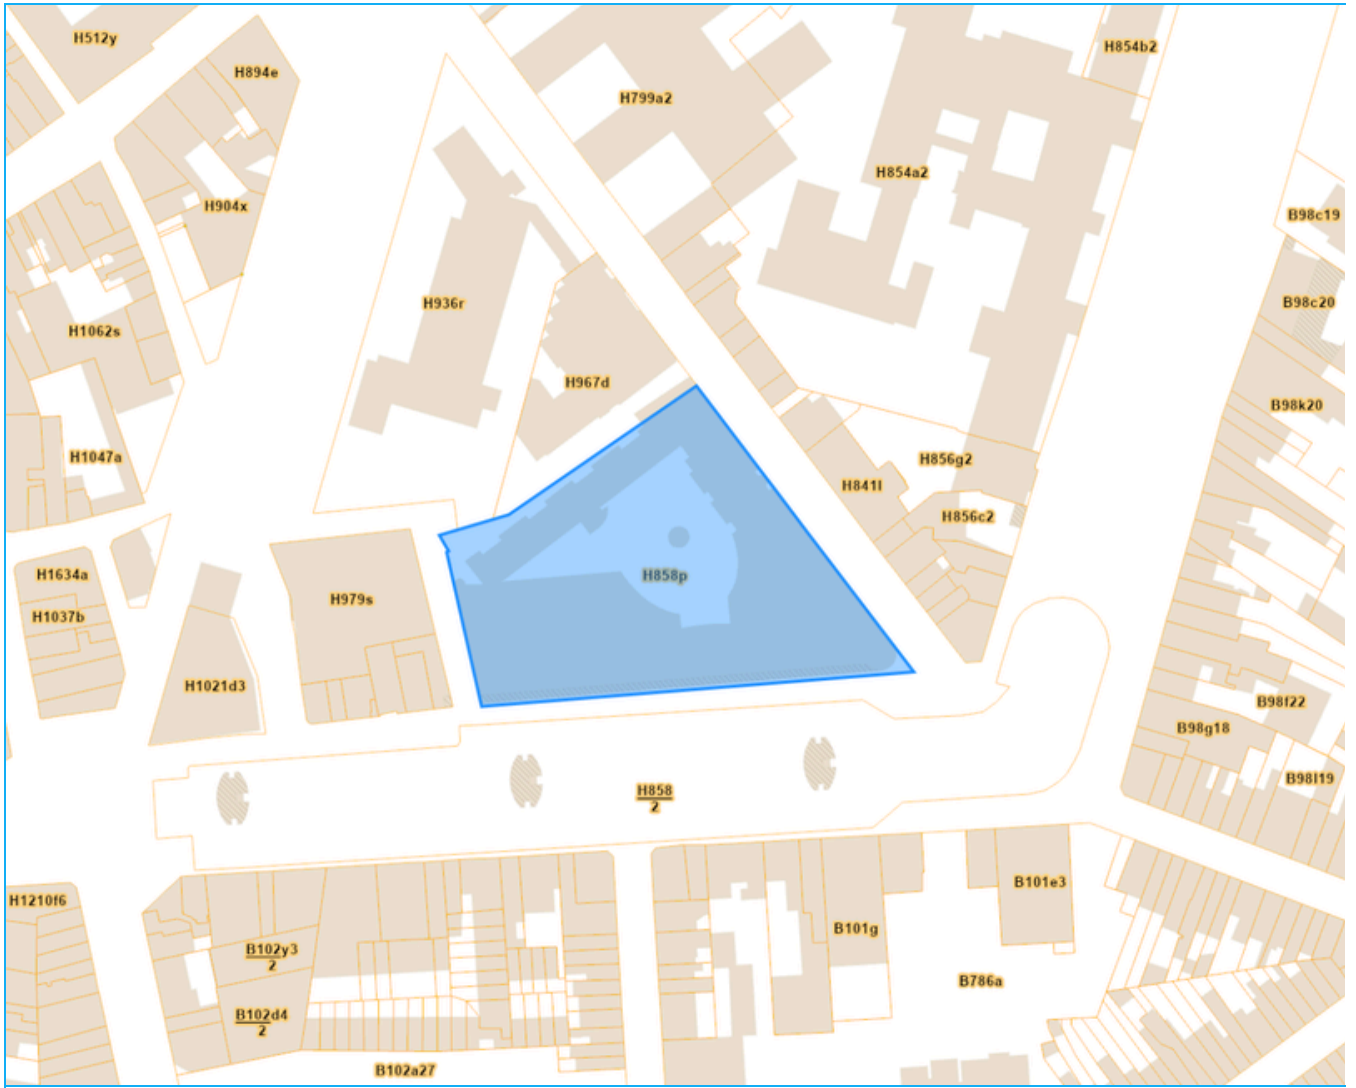 H512y
H854b2
H894e
H799a2
H854a2
H904x
B98c19
H936r
B98c20
H1062s
H967d
B98k20
H1047a
H856g2
H841l
H856c2
H1634a
H858p
H979s
H1037b
H1021d3
B98f22
B98g18
B98l19
H858
2
B101e3
H1210f6
B101g
B102y3
2
B786a
B102d4
2
B102a27